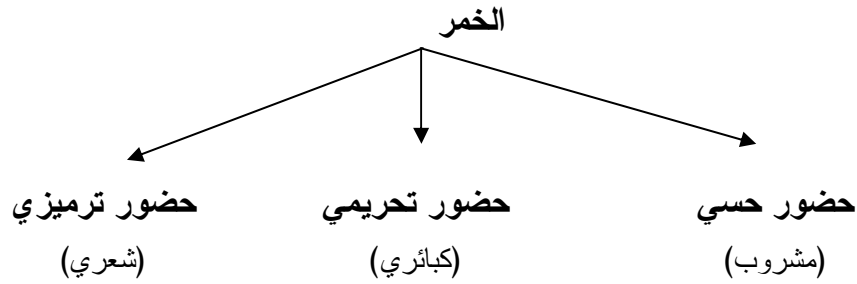 الخمر
حضور حسي حضور تحريمي حضور ترميزي
(مشروب) (كبائري) (شعري)